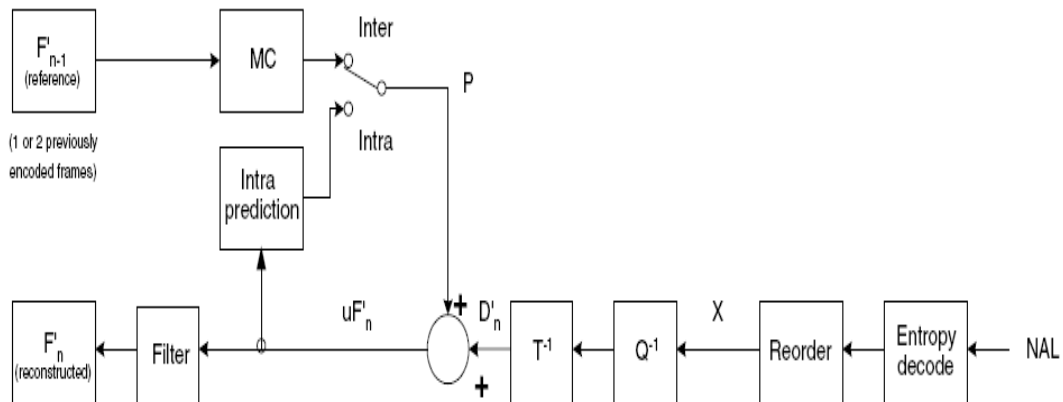 F'n-1
(reference)
MC
Inter
P
(1 or 2 previously
encoded frames)
Intra
Intra
prediction
F'n
(reconstructed)
Filter
uF'n
+
+
D'n
T-1
Q-1
X
Reorder
Entropy
decode
NAL